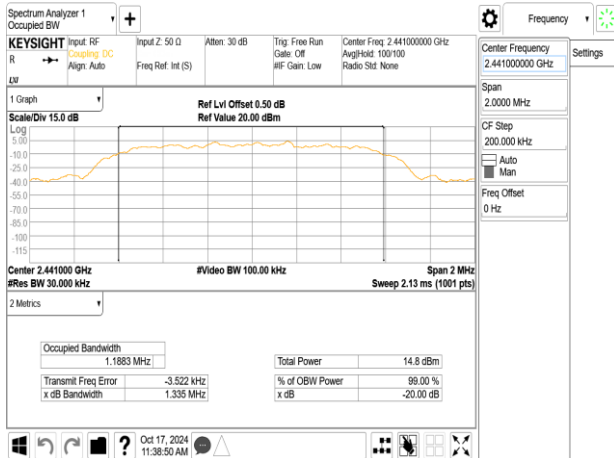 Spectrum Analyzer 1
Occupied BW
KEYSIGHT
R
LXI
Input: RF
Coupling: DC
Align: Auto
Input Z: 50 Ω
Freq Ref: Int (S)
Atten: 30 dB
Trig: Free Run
Gate: Off
#IF Gain: Low
Center Freq: 2.441000000 GHz
Avg|Hold: 100/100
Radio Std: None
1 Graph
Scale/Div 15.0 dB
Ref Lvl Offset 0.50 dB
Ref Value 20.00 dBm
Log
5.00
-10.0
-25.0
-40.0
-55.0
-70.0
-85.0
-100
-115
Center 2.441000 GHz
#Video BW 100.00 kHz
Span 2 MHz
#Res BW 30.000 kHz
Sweep 2.13 ms (1001 pts)
2 Metrics
Occupied Bandwidth
1.1883 MHz
Transmit Freq Error -3.522 kHz
x dB Bandwidth 1.335 MHz
Total Power 14.8 dBm
% of OBW Power 99.00 %
x dB -20.00 dB
Oct 17, 2024
11:38:50 AM
Frequency
Center Frequency
2.441000000 GHz
Settings
Span
2.0000 MHz
CF Step
200.000 kHz
Auto
Man
Freq Offset
0 Hz